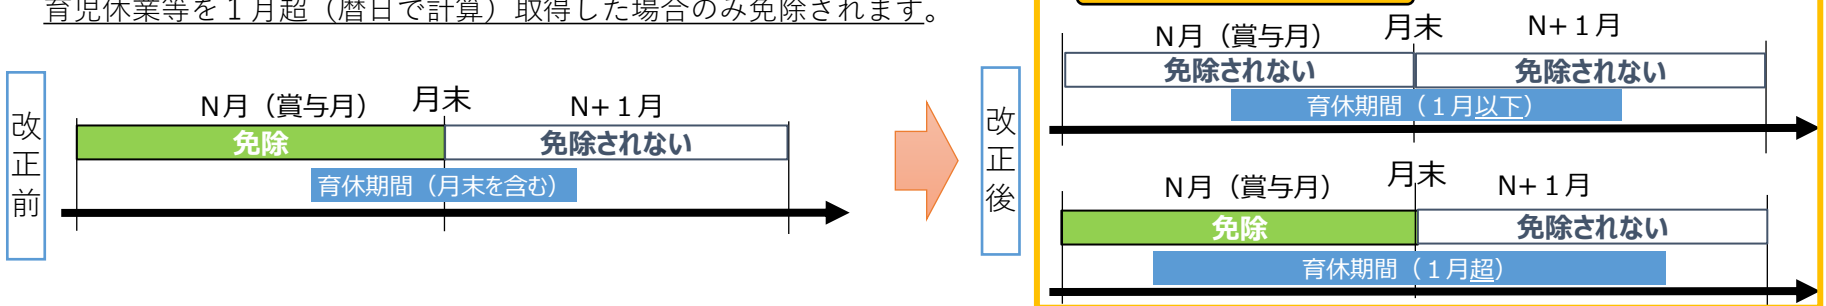 育児休業等を１月超（暦日で計算）取得した場合のみ免除されます。
改正前
N月（賞与月） 月末 N+１月
免除 免除されない
育休期間（月末を含む）
改正後
N月（賞与月） 月末 N+１月
免除されない 免除されない
育休期間（１月以下）
N月（賞与月） 月末 N+１月
免除 免除されない
育休期間（１月超）